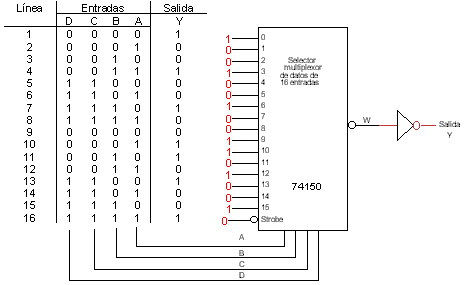 Línea Entradas Salida
D C B A Y
1 0 0 0 0 1
2 0 0 0 1 0
3 0 0 1 0 0
4 0 0 1 1 1
5 1 1 0 0 0
6 1 1 0 1 0
7 1 1 1 0 1
8 1 1 1 1 0
9 0 0 0 0 0
10 0 0 0 1 1
11 0 0 1 0 1
12 0 0 1 1 0
13 1 1 0 0 1
14 1 1 0 1 0
15 1 1 1 0 1
16 1 1 1 1 1
1 0
0 1
0 2
1 3
0 4
0 5
1 6
0 7
0 8
1 9
1 10
0 11
1 12
0 13
0 14
1 15
0 Strobe
Selector
multiplexor
de datos de
16 entradas
74150
W
Salida
Y
A
B
C
D